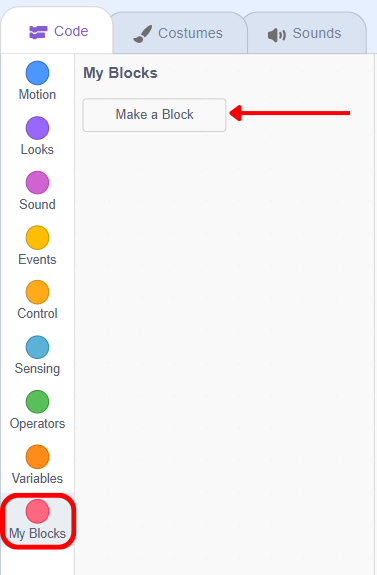 Code
Costumes
Sounds
Motion
Looks
Sound
Events
Control
Sensing
Operators
Variables
My Blocks
My Blocks
Make a Block